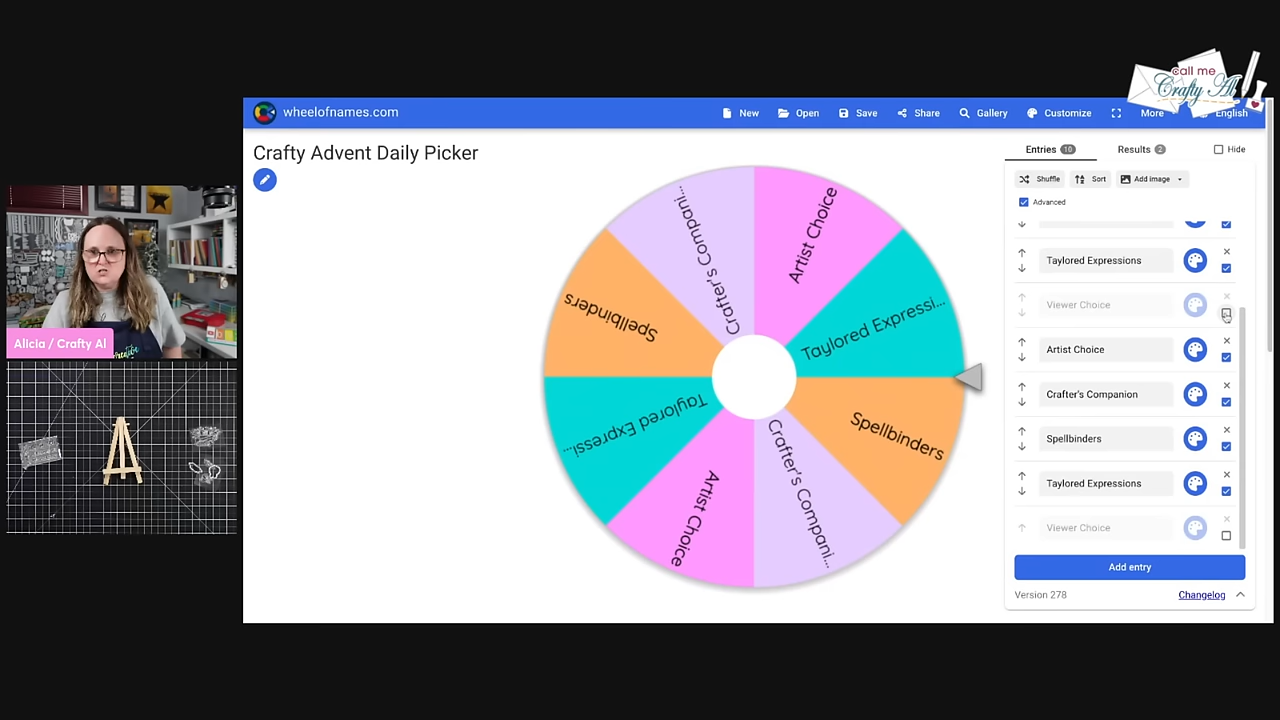 call me
Crafty Al
wheelofnames.com
New
Open
Save
Share
Gallery
Customize
More
English
Crafty Advent Daily Picker
Entries 10
Results 2
Hide
Shuffle
Sort
Add image
Advanced
Taylored Expressions
Viewer Choice
Artist Choice
Crafter's Companion
Spellbinders
Taylored Expressions
Viewer Choice
Add entry
Version 278
Changelog
Artist Choice
Taylored Expressi...
Spellbinders
Crafter's Compani...
Artist Choice
Taylored Expressi...
Spellbinders
Crafter's Compani...
Alicia / Crafty Al